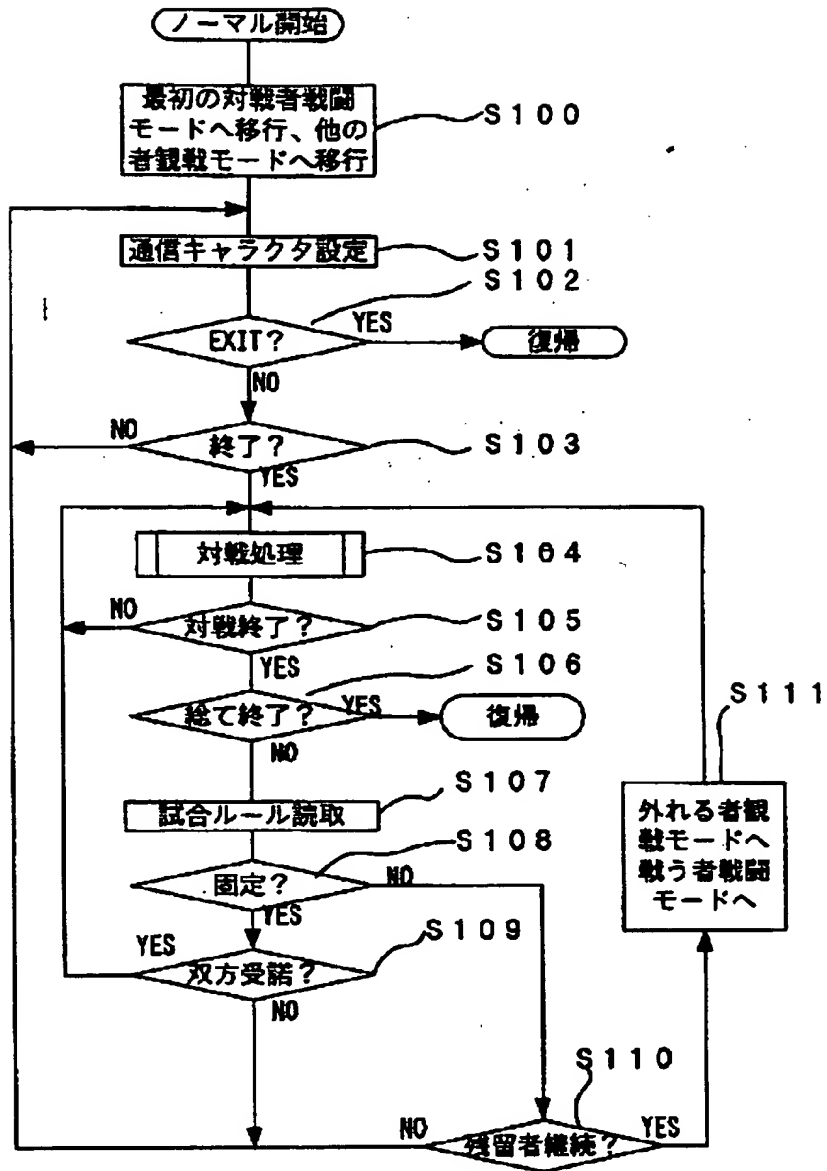 ノーマル開始
最初の対戦者戦闘
モードへ移行、他の
者観戦モードへ移行
S100
通信キャラクタ設定
S101
S102
EXIT?
YES
復帰
NO
終了?
NO
S103
YES
対戦処理
S104
対戦終了?
NO
S105
YES
S106
総て終了?
YES
復帰
NO
S111
試合ルール読取
S107
外れる者観
戦モードへ
戦う者戦闘
モードへ
S108
固定?
NO
YES
S109
双方受諾?
YES
NO
S110
残留者継続?
NO
YES